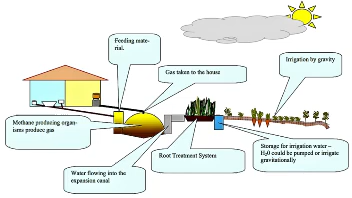 Feeding mate-
rial.
Gas taken to the house
Irrigation by gravity
Methane producing organ-
isms produce gas
Storage for irrigation water –
H20 could be pumped or irrigate
gravitationally
Root Treatment System
Water flowing into the
expansion canal